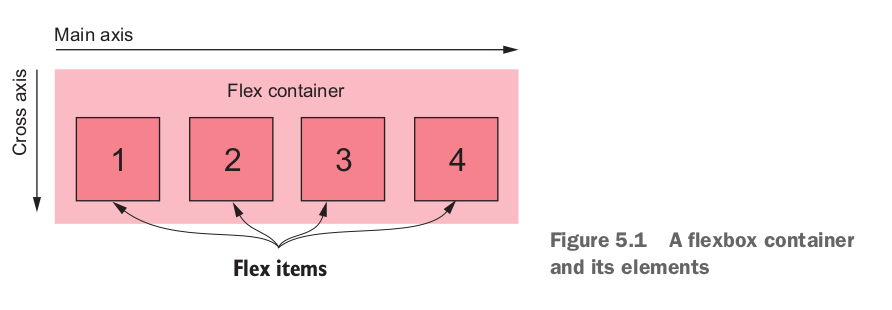 Main axis
Cross axis
Flex container
1 2 3 4
Flex items
Figure 5.1 A flexbox container
and its elements